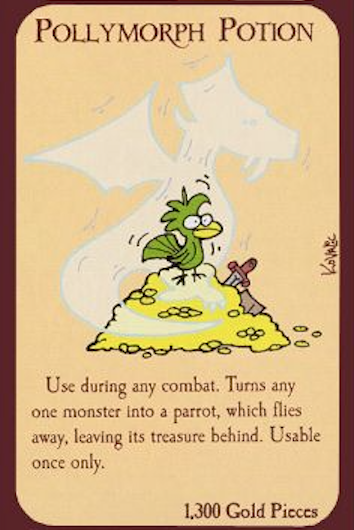 Pollymorph Potion
Kovalic
Use during any combat. Turns any
one monster into a parrot, which flies
away, leaving its treasure behind. Usable
once only.
1,300 Gold Pieces